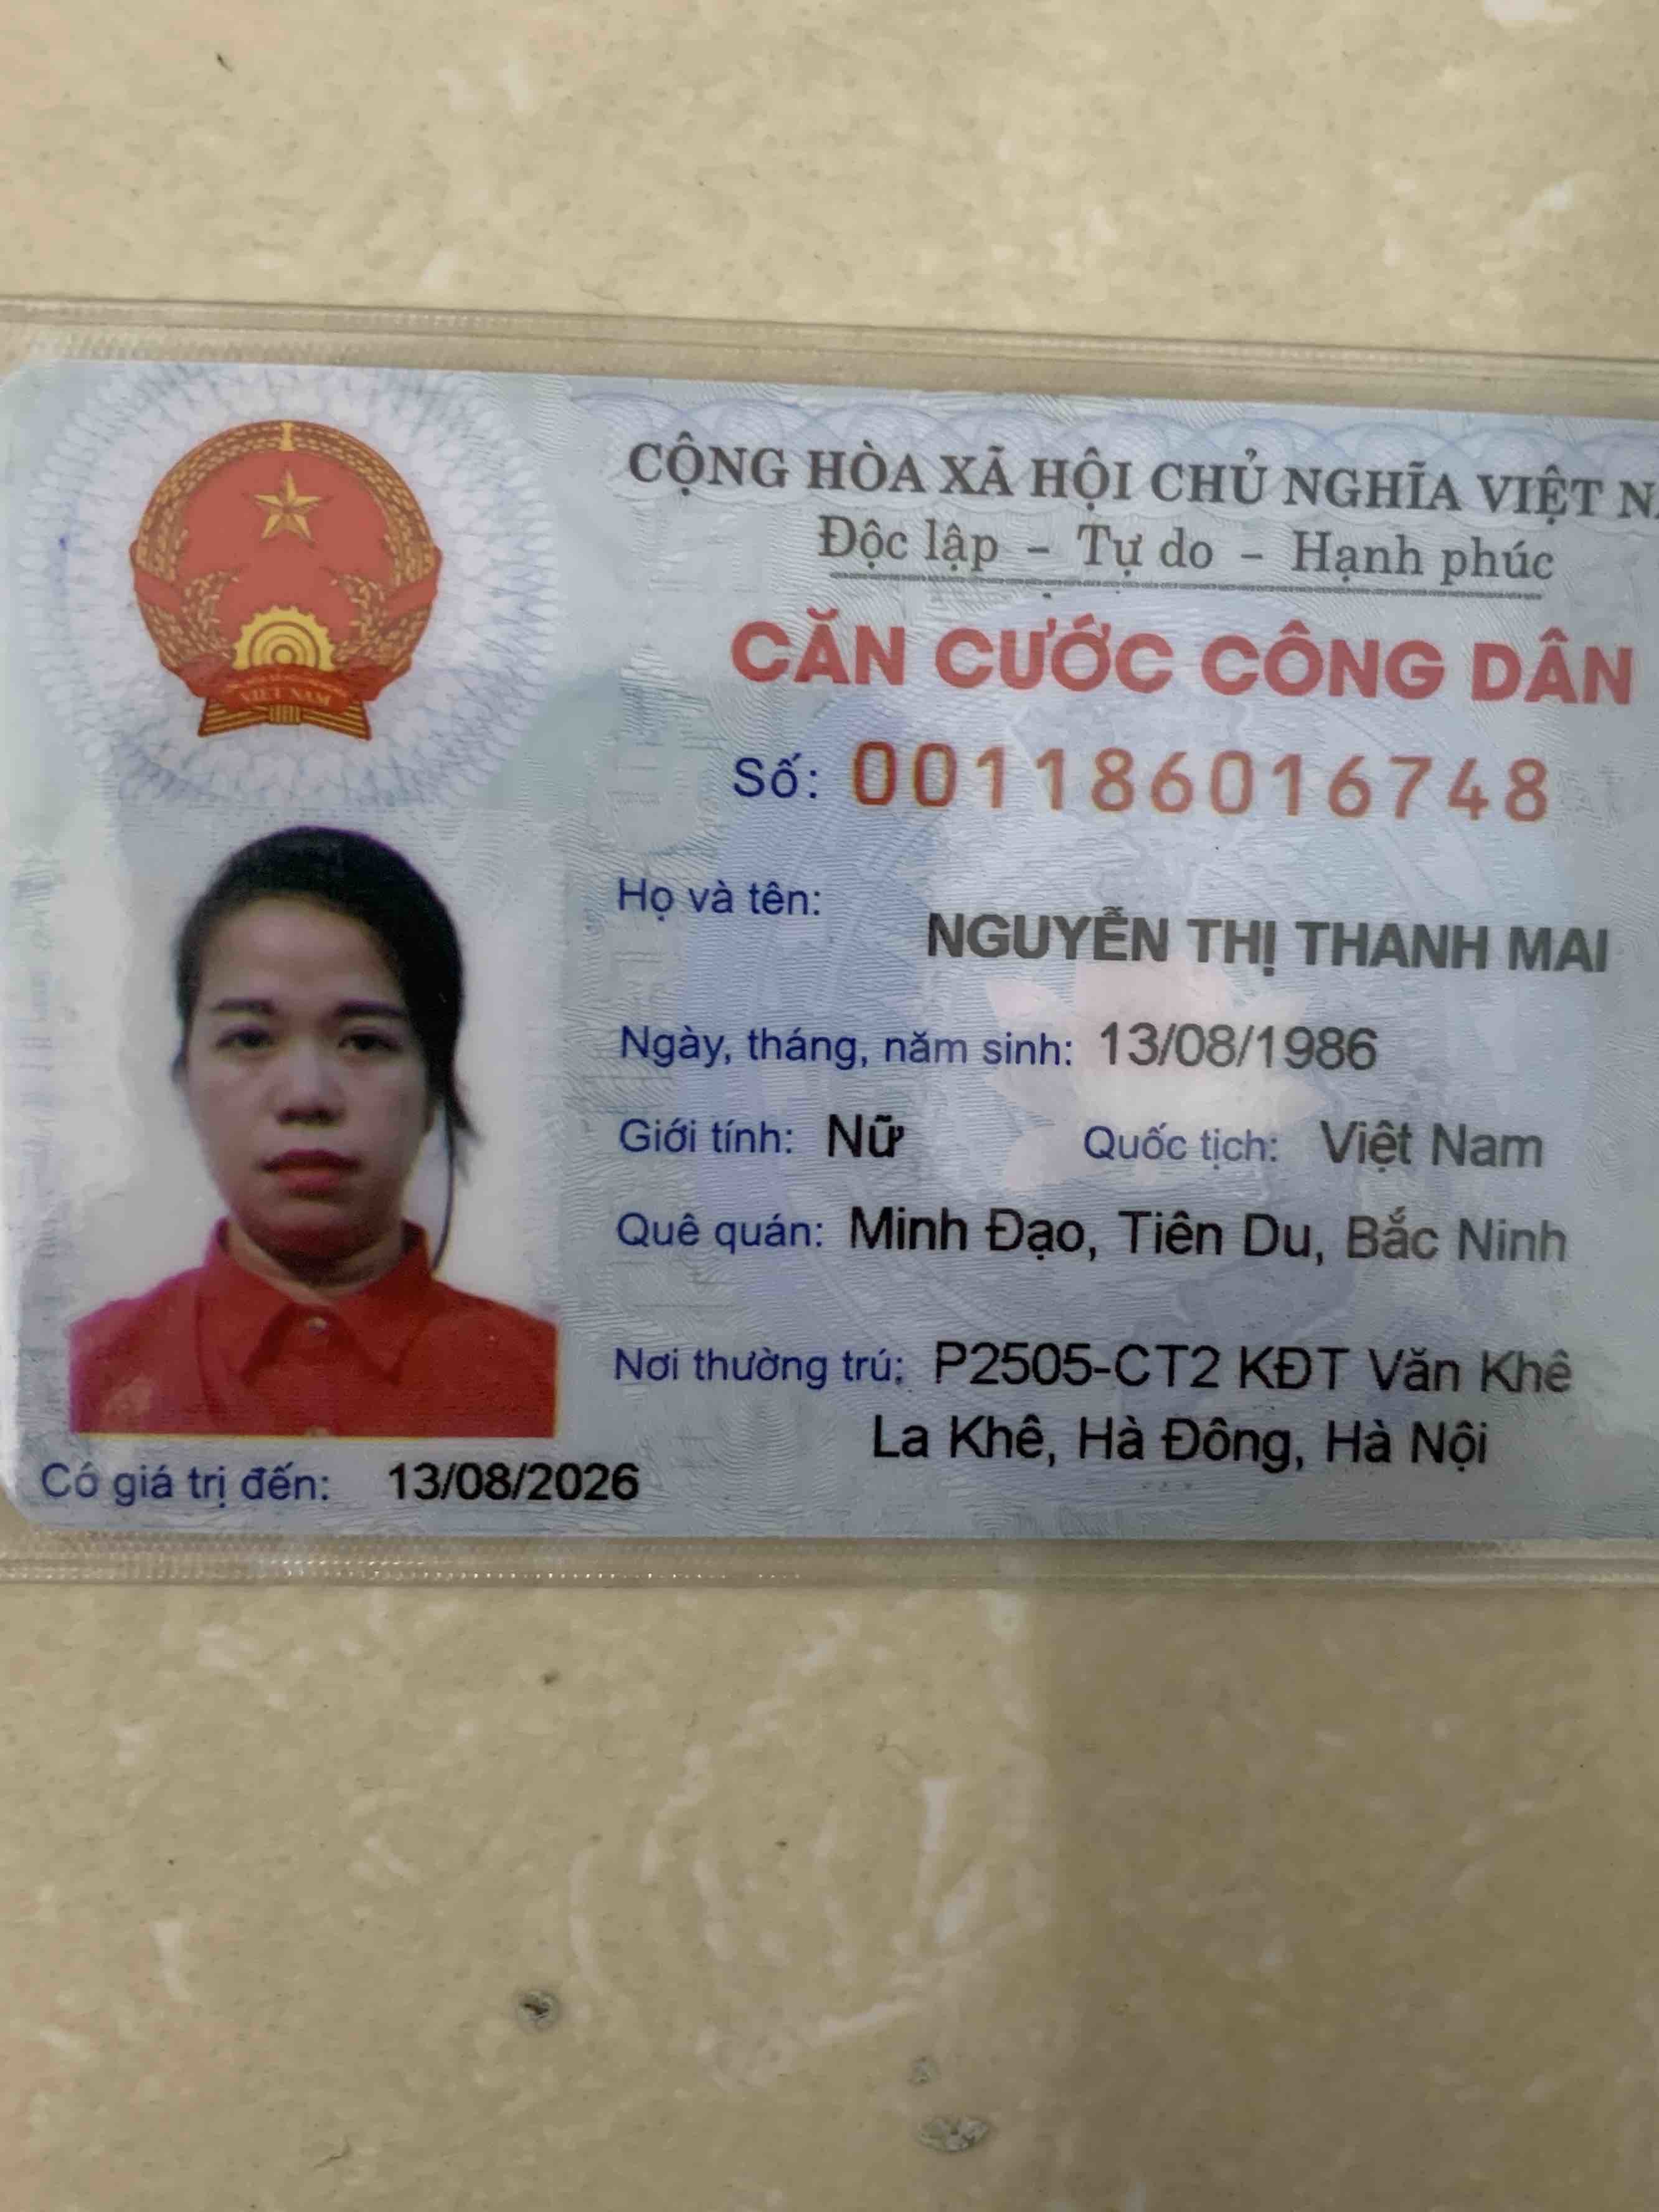 CỘNG HÒA XÃ HỘI CHỦ NGHĨA VIỆT
Độc lập - Tự do - Hạnh phúc
CĂN CƯỚC CÔNG DÂN
Số: 001186016748
Họ và tên:
NGUYỄN THỊ THANH MAI
Ngày, tháng, năm sinh: 13/08/1986
Giới tính: Nữ Quốc tịch: Việt Nam
Quê quán: Minh Đạo, Tiên Du, Bắc Ninh
Nơi thường trú: P2505-CT2 KĐT Văn Khê
La Khê, Hà Đông, Hà Nội
Có giá trị đến: 13/08/2026
VIỆT NAM